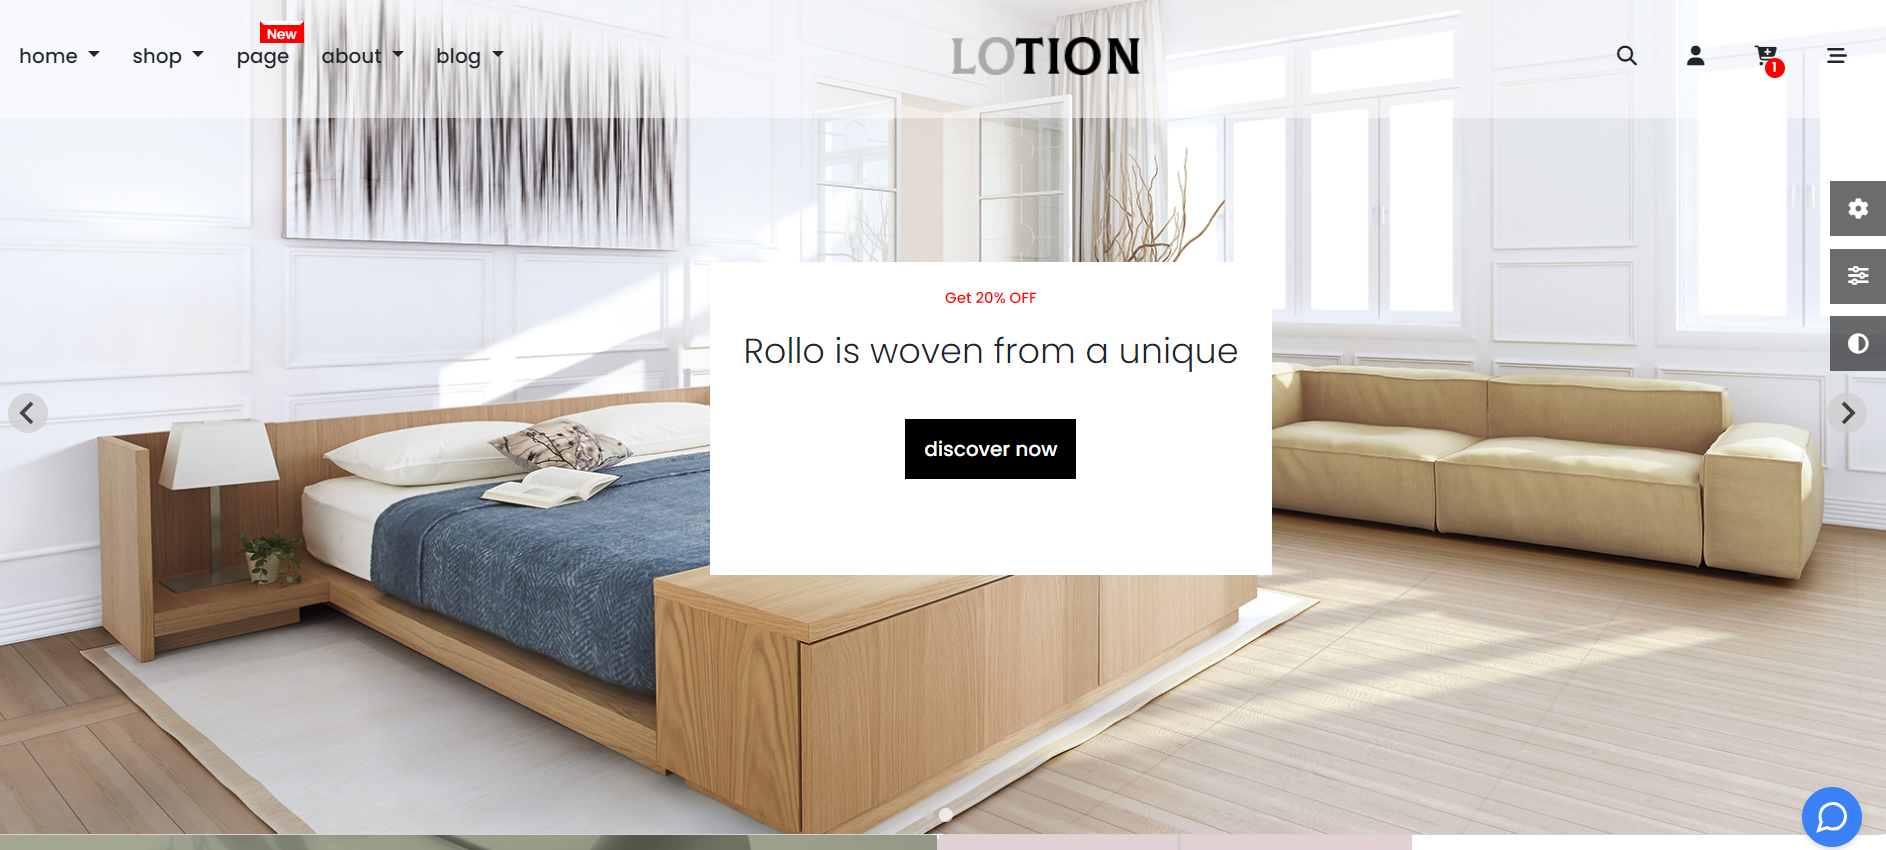 New
home
shop
page
about
blog
LOTION
1
Get 20% OFF
Rollo is woven from a unique
discover now